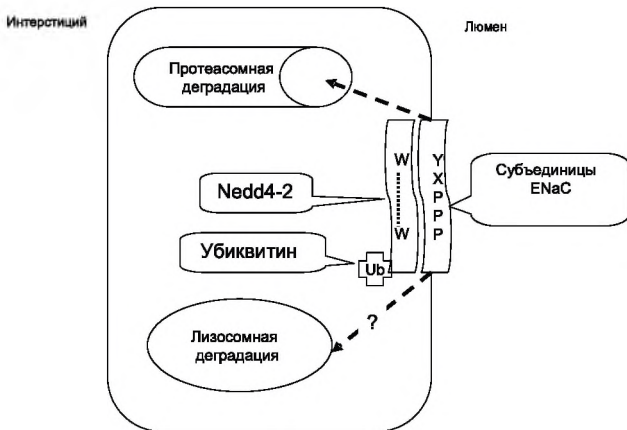 Интерстиций
Люмен
Протеасомная
деградация
W
W
Y
X
P
P
P
Nedd4-2
Субъединицы
ENaC
Убиквитин
Ub
?
Лизосомная
деградация